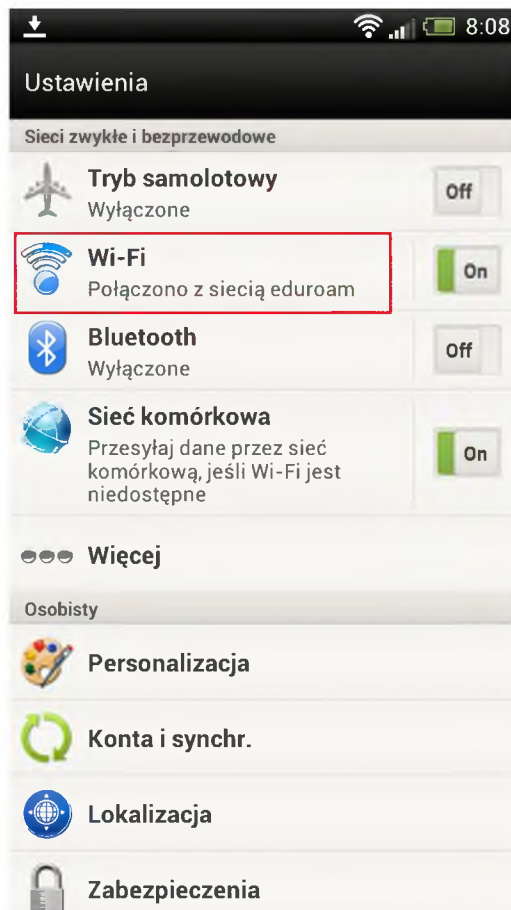 8:08
Ustawienia
Sieci zwykłe i bezprzewodowe
Tryb samolotowy
Wyłączone
Off
Wi-Fi
Połączono z siecią eduroam
On
Bluetooth
Wyłączone
Off
Sieć komórkowa
Przesyłaj dane przez sieć
komórkową, jeśli Wi-Fi jest
niedostępne
On
Więcej
Osobisty
Personalizacja
Konta i synchr.
Lokalizacja
Zabezpieczenia